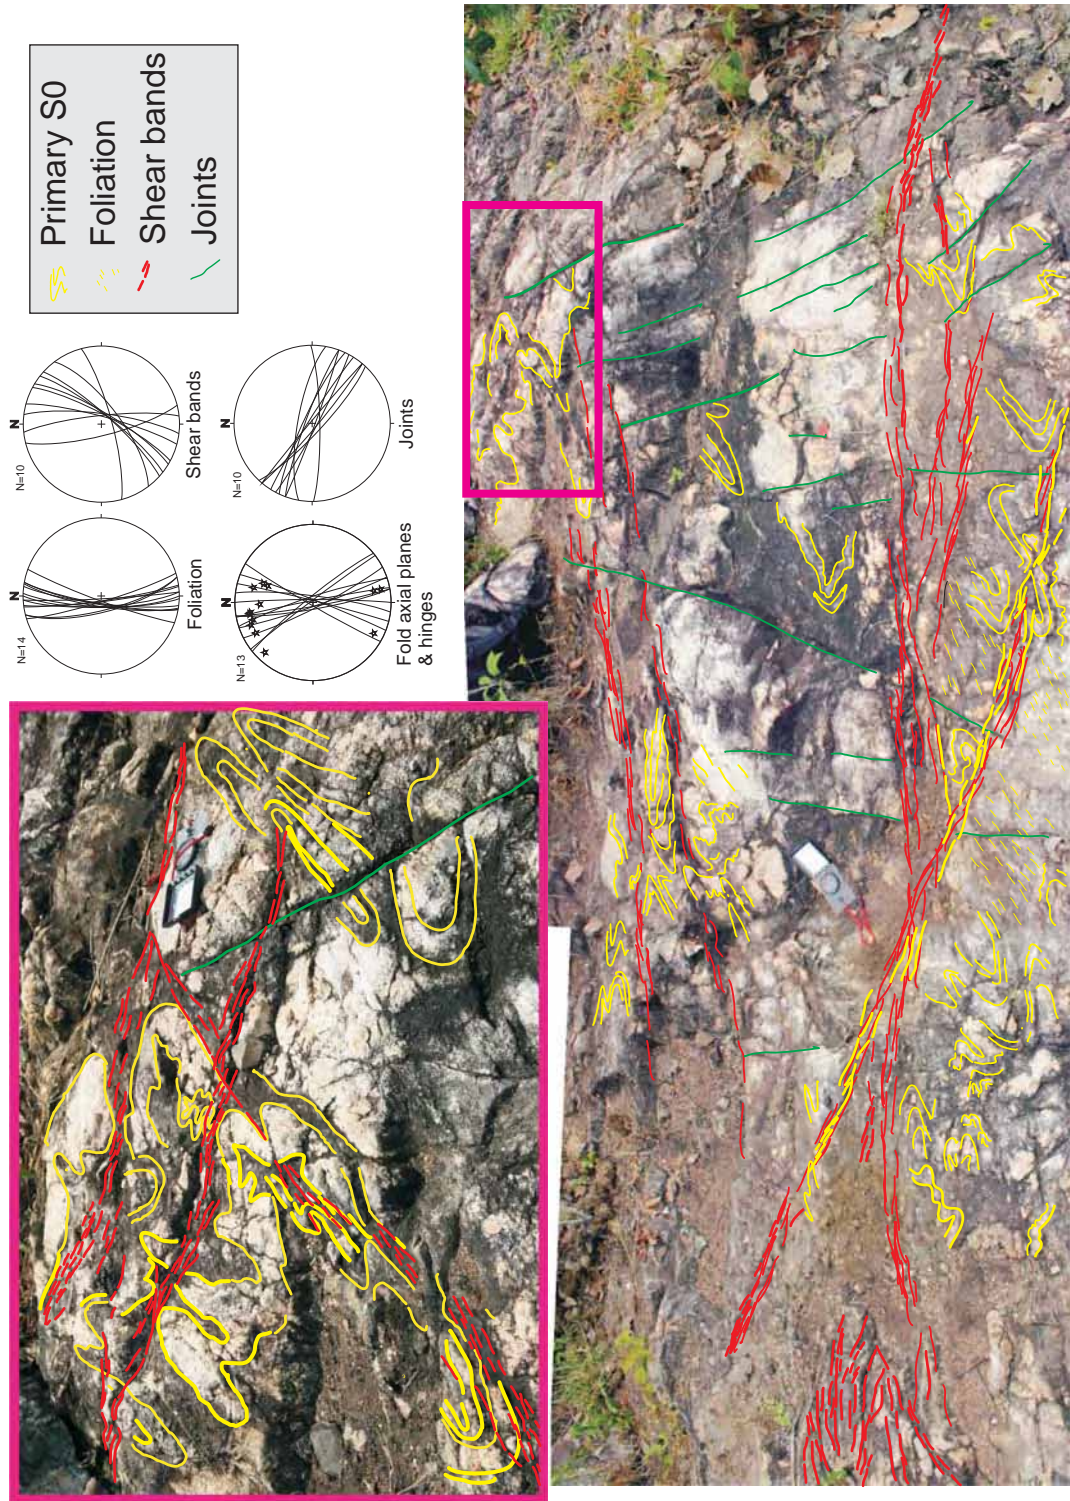 Primary S0
Foliation
Shear bands
Joints
N
N=14
Foliation
N
N=10
Shear bands
N
N=13
Fold axial planes
& hinges
N
N=10
Joints